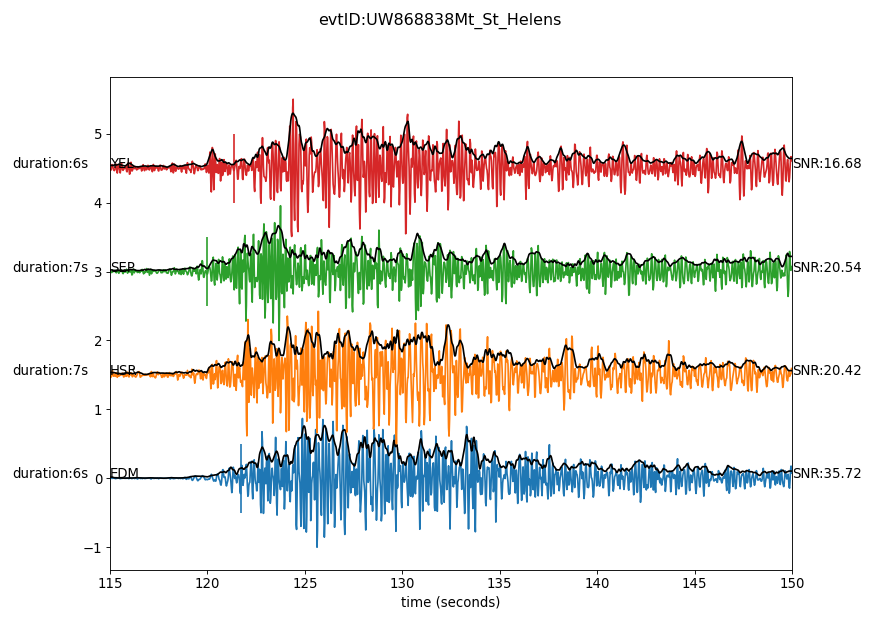 evtID:UW868838Mt_St_Helens
5
duration:6s YEL SNR:16.68
4
duration:7s 3 SEP SNR:20.54
2
duration:7s HSR SNR:20.42
1
duration:6s 0 EDM SNR:35.72
−1
115 120 125 130 135 140 145 150
time (seconds)